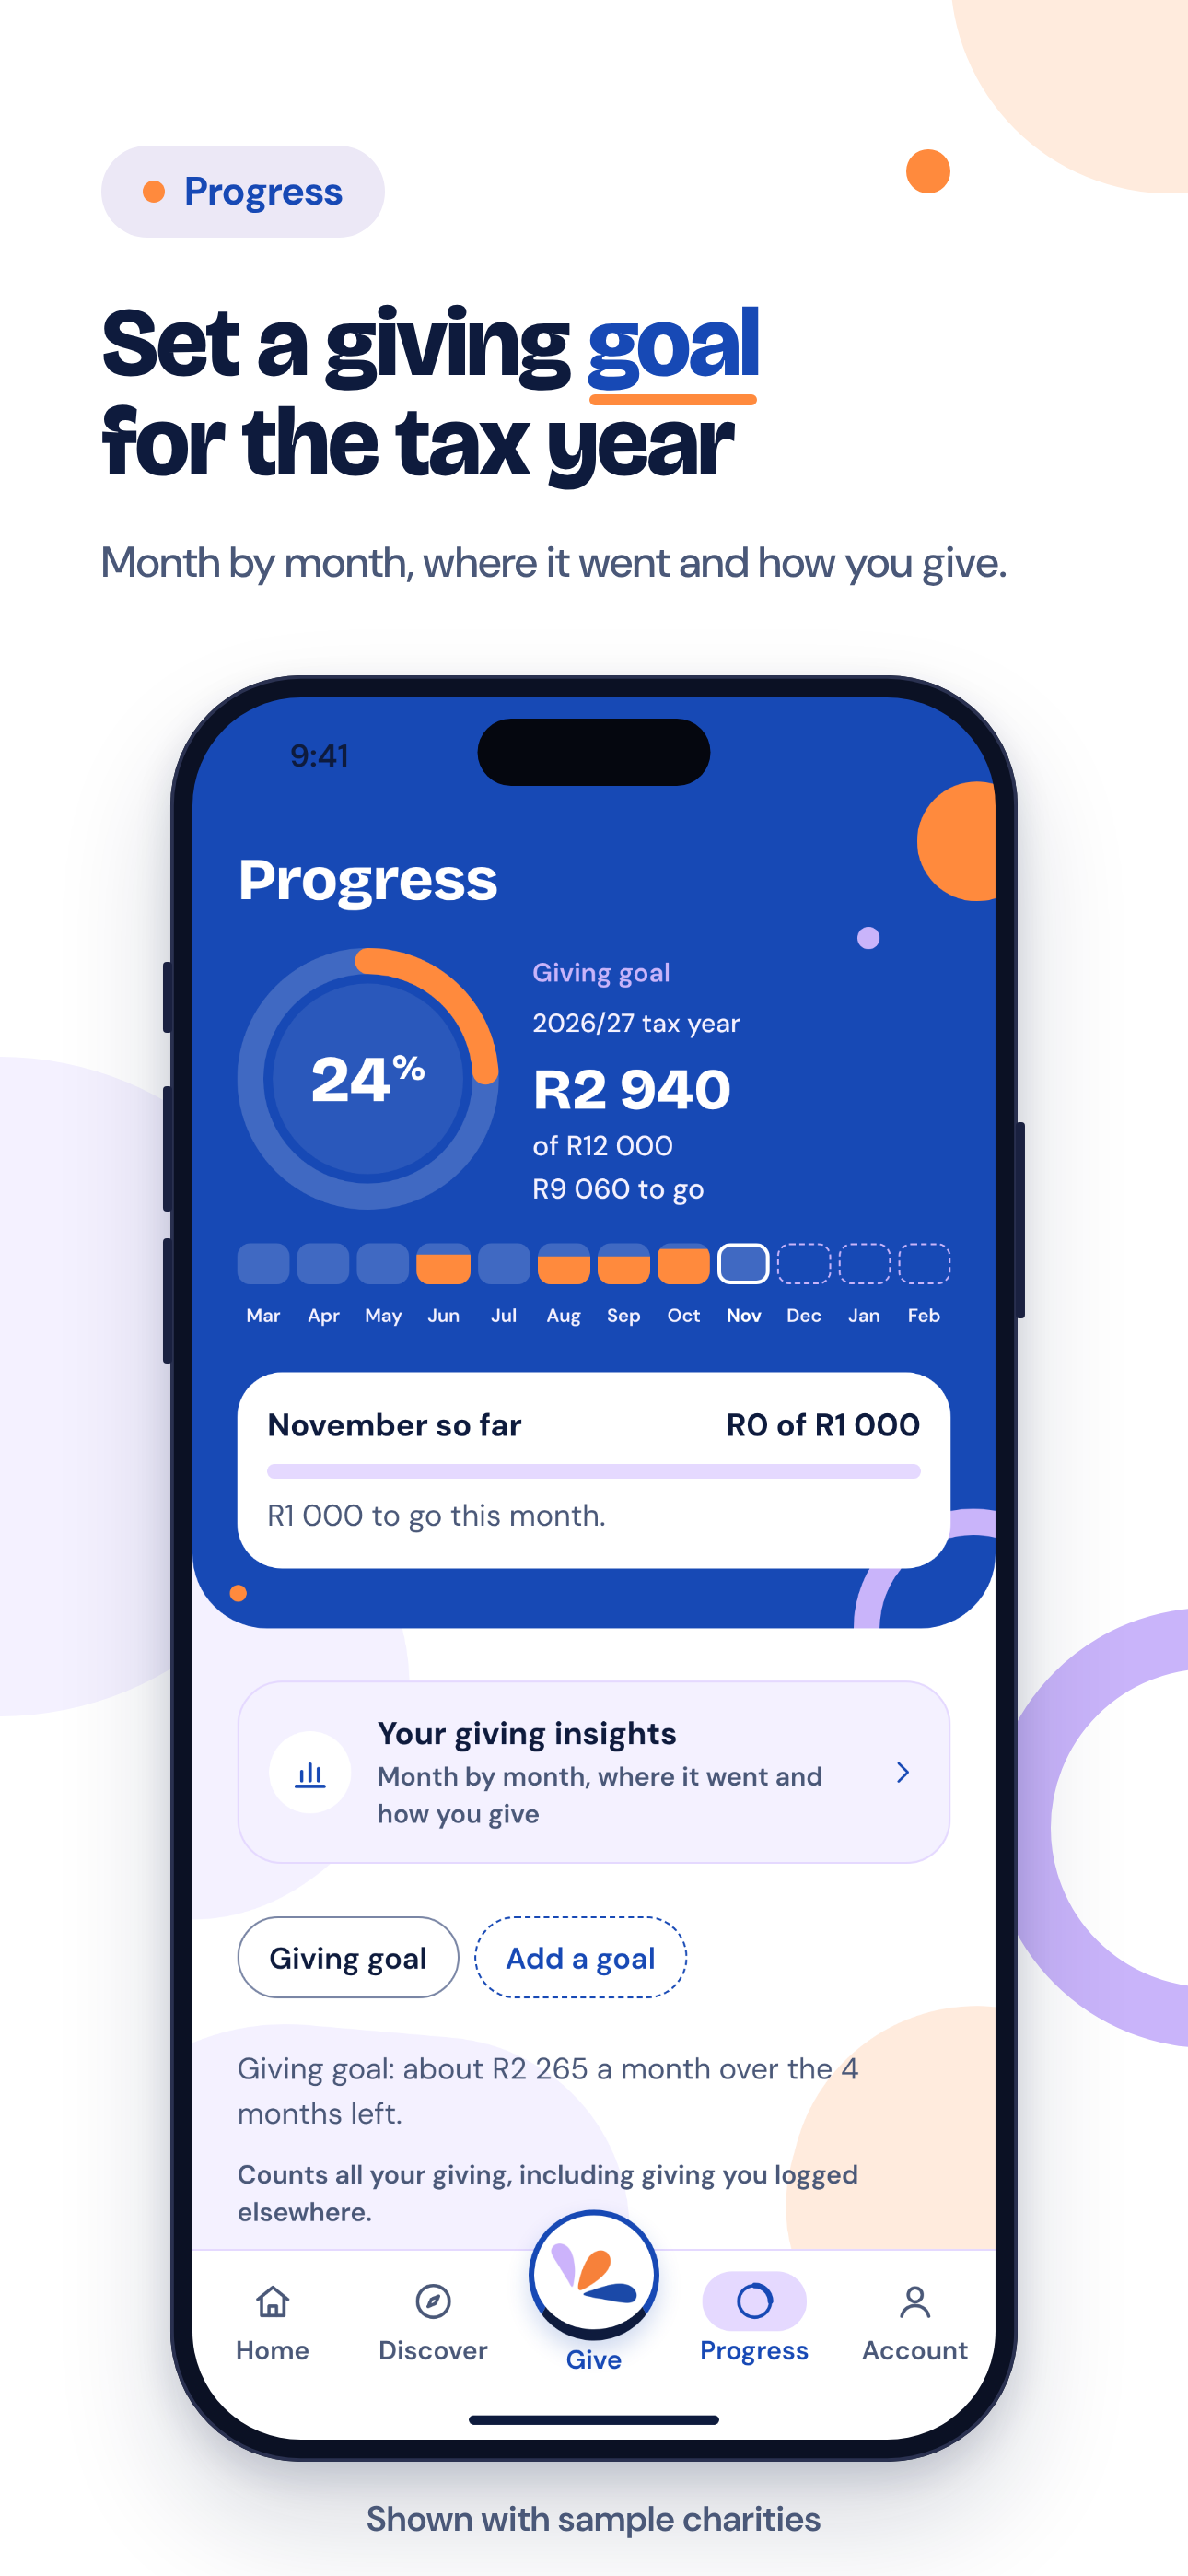 Progress
Set a giving goal
for the tax year
Month by month, where it went and how you give.
9:41
Progress
24%
Giving goal
2026/27 tax year
R2 940
of R12 000
R9 060 to go
Mar Apr May Jun Jul Aug Sep Oct Nov Dec Jan Feb
November so far R0 of R1 000
R1 000 to go this month.
Your giving insights
Month by month, where it went and
how you give
Giving goal Add a goal
Giving goal: about R2 265 a month over the 4
months left.
Counts all your giving, including giving you logged
elsewhere.
Home Discover Give Progress Account
Shown with sample charities